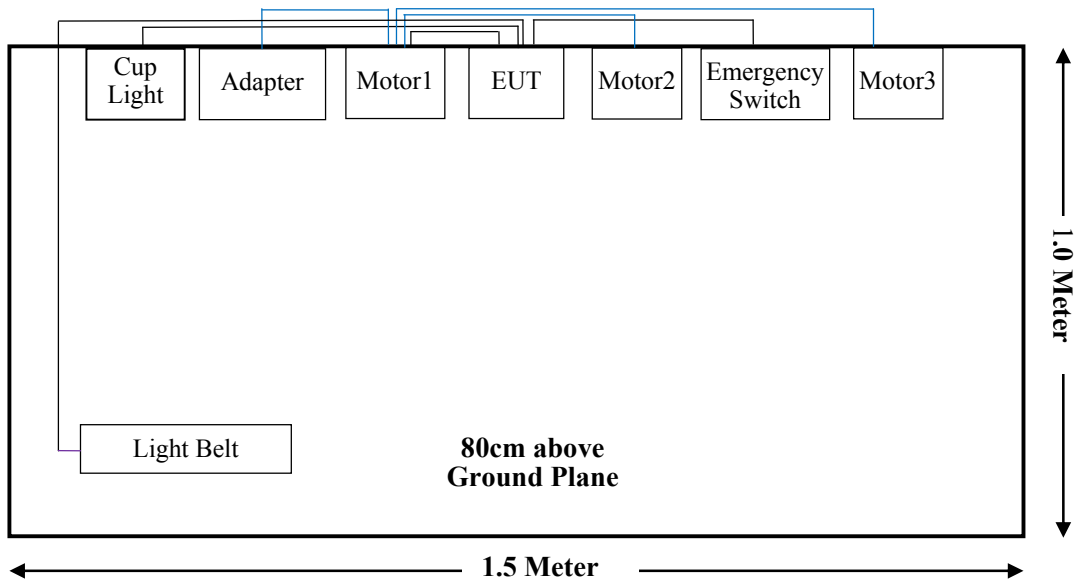 Cup
Light
Adapter
Motor1
EUT
Motor2
Emergency
Switch
Motor3
1.0 Meter
Light Belt
80cm above
Ground Plane
1.5 Meter